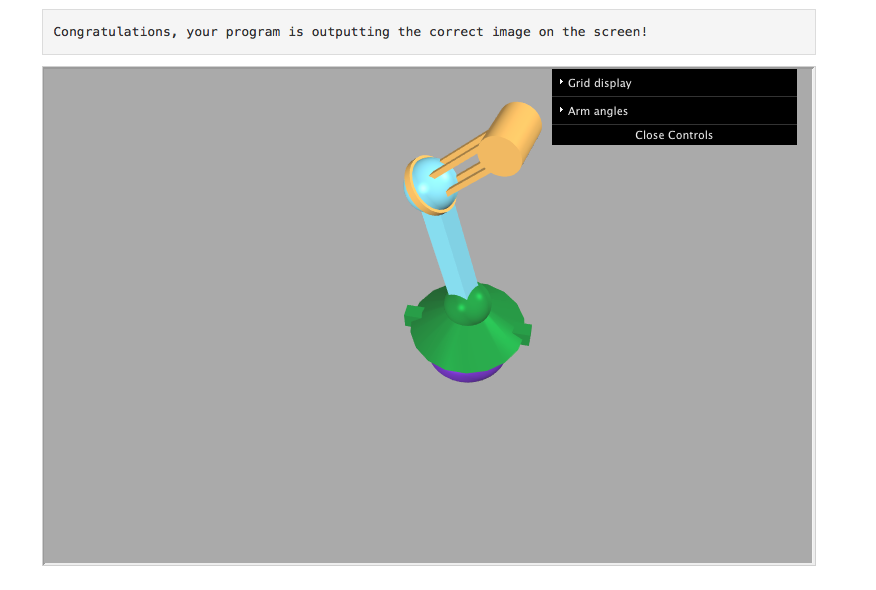 Congratulations, your program is outputting the correct image on the screen!
Grid display
Arm angles
Close Controls